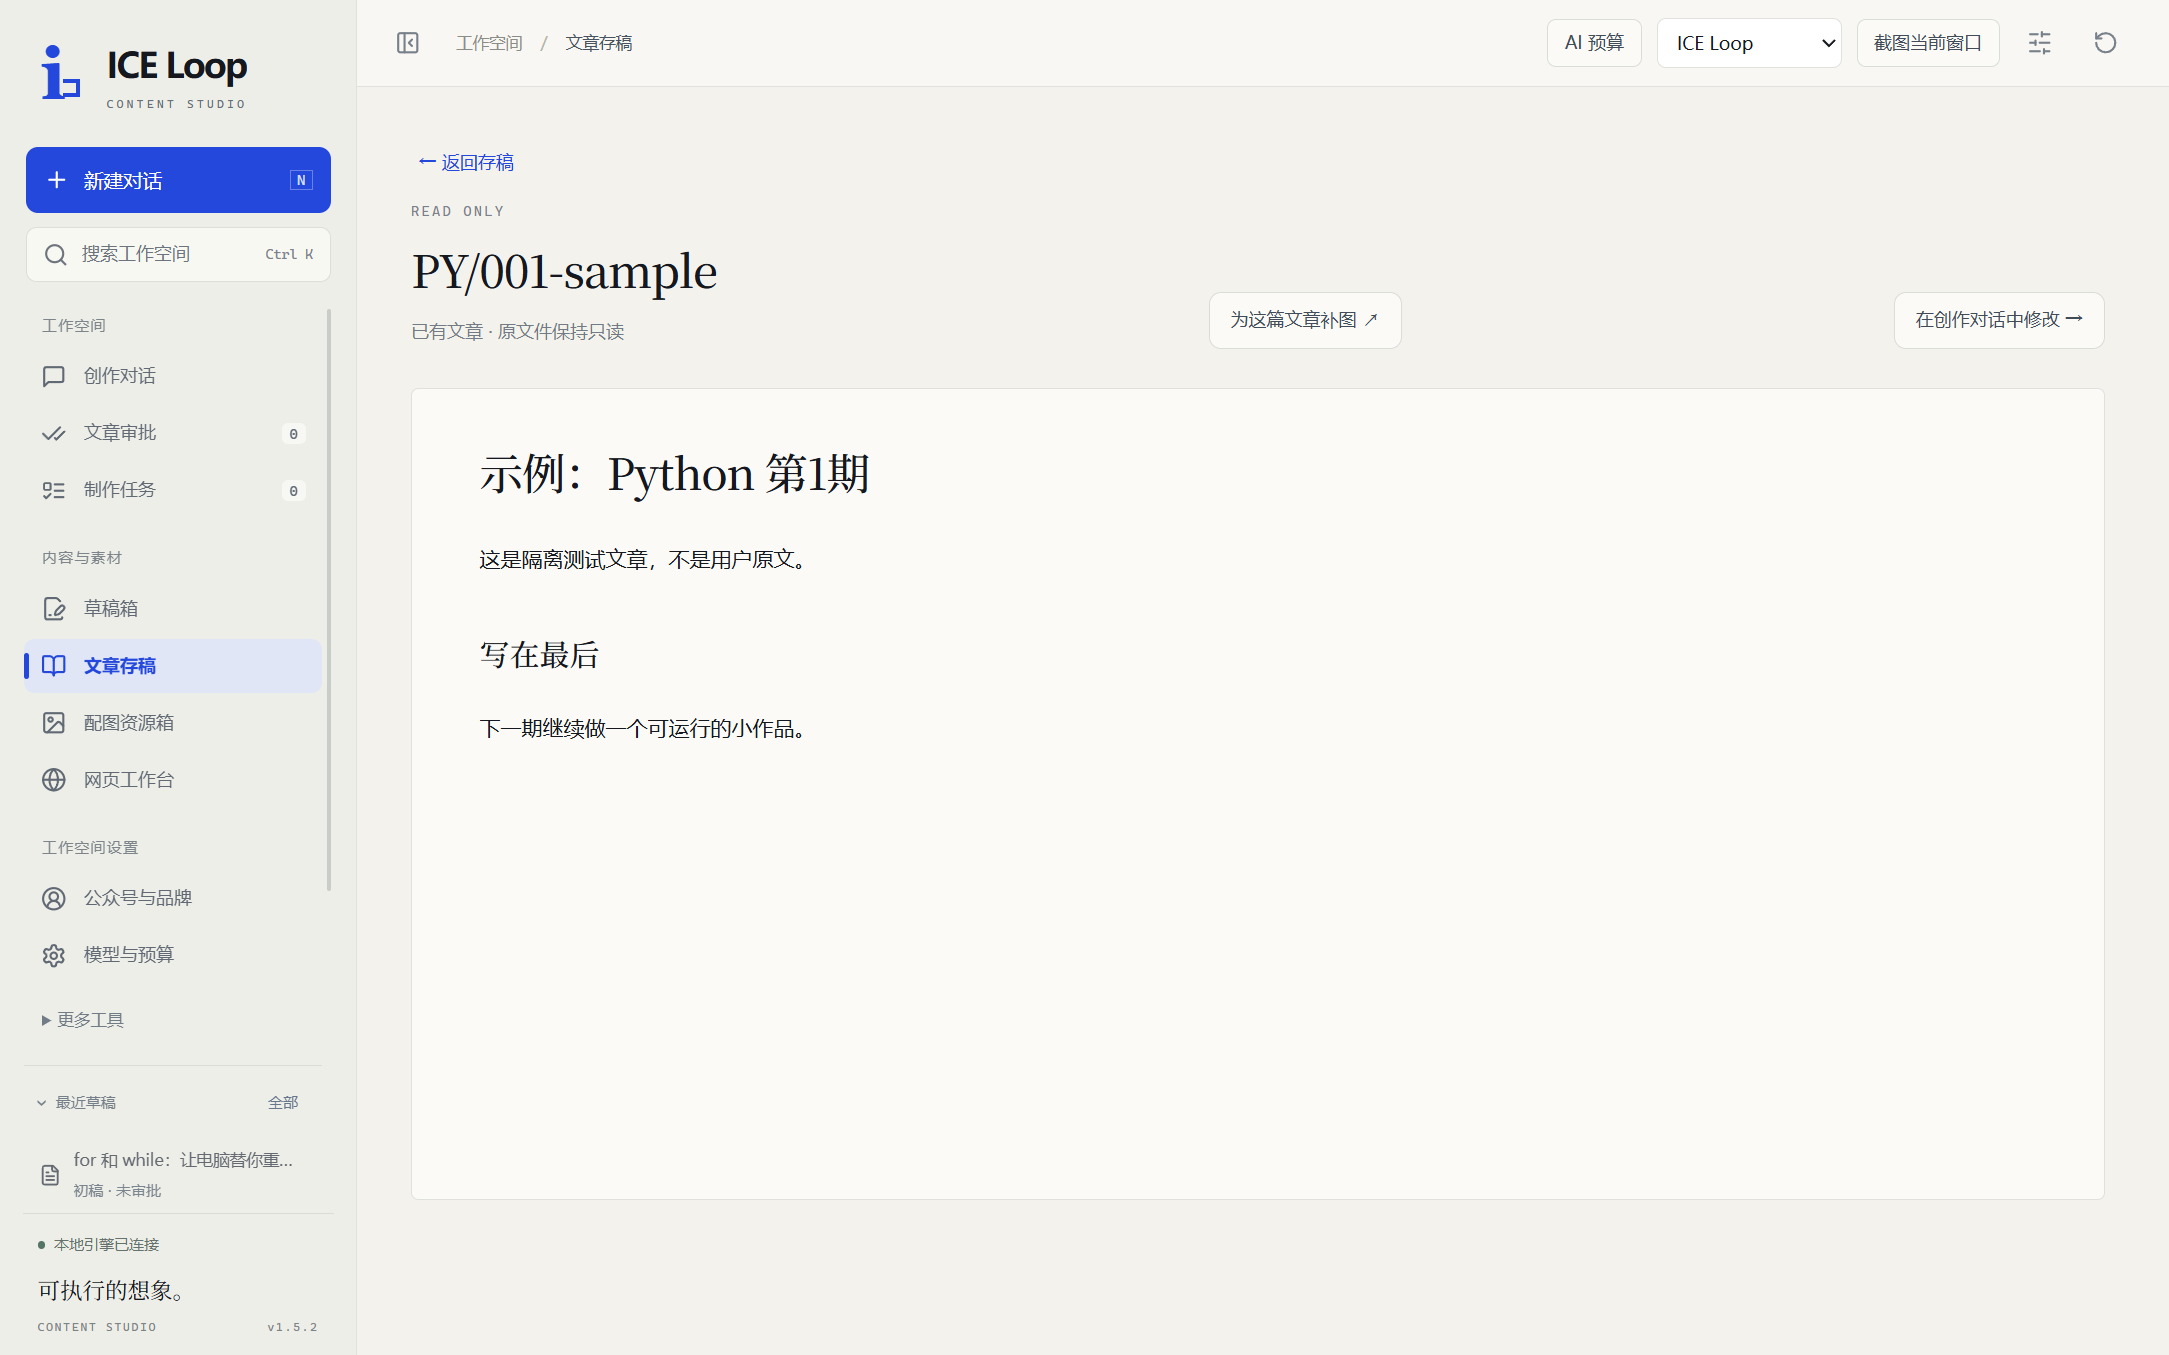 ICE Loop
CONTENT STUDIO
新建对话 N
搜索工作空间 Ctrl K
工作空间
创作对话
文章审批 0
制作任务 0
内容与素材
草稿箱
文章存稿
配图资源箱
网页工作台
工作空间设置
公众号与品牌
模型与预算
更多工具
最近草稿 全部
for 和 while：让电脑替你重...
初稿 · 未审批
本地引擎已连接
可执行的想象。
CONTENT STUDIO v1.5.2
工作空间 / 文章存稿
AI 预算
ICE Loop
截图当前窗口
← 返回存稿
READ ONLY
PY/001-sample
已有文章 · 原文件保持只读
为这篇文章补图 ↗
在创作对话中修改 →
示例：Python 第1期
这是隔离测试文章，不是用户原文。
写在最后
下一期继续做一个可运行的小作品。